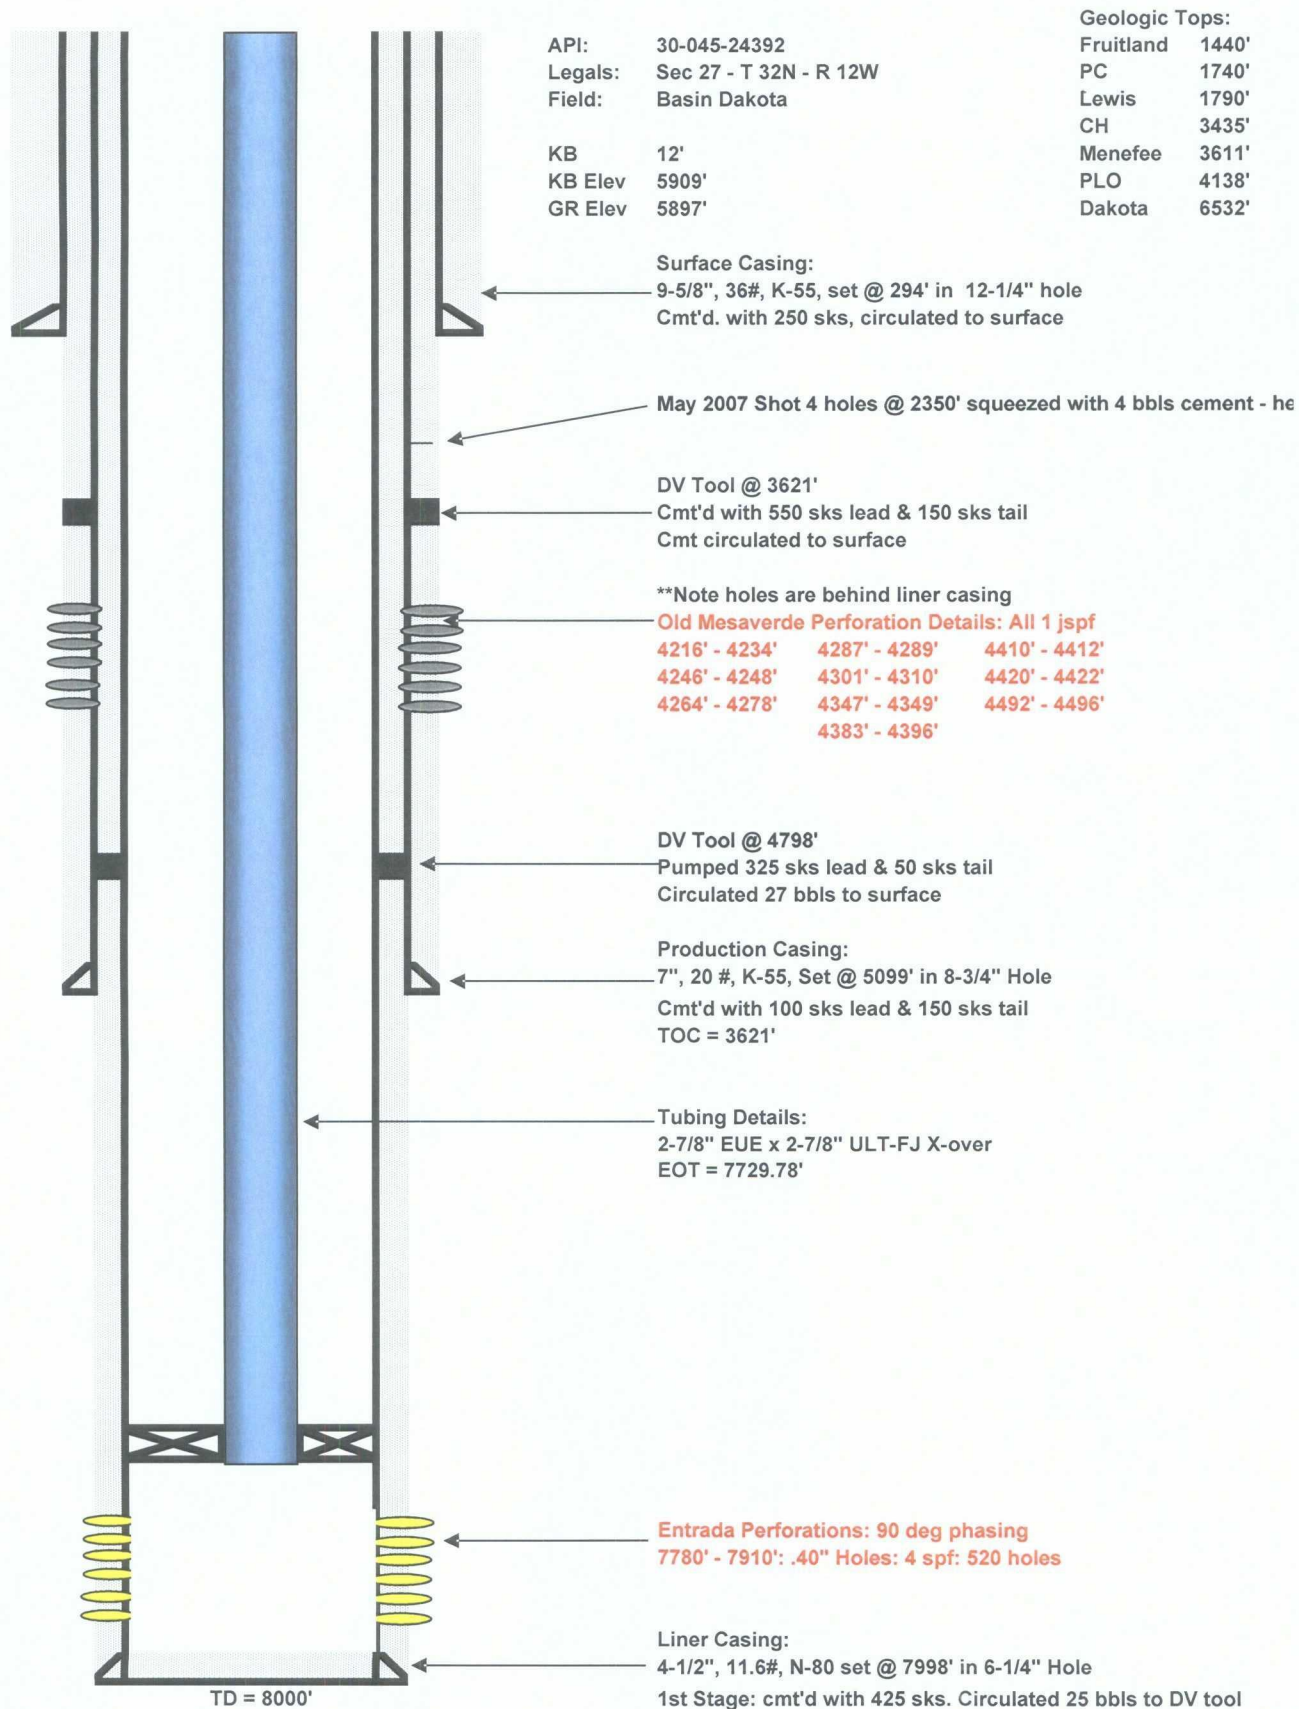 API: 30-045-24392
Legals: Sec 27 - T 32N - R 12W
Field: Basin Dakota
KB 12'
KB Elev 5909'
GR Elev 5897'
Geologic Tops:
Fruitland 1440'
PC 1740'
Lewis 1790'
CH 3435'
Menefee 3611'
PLO 4138'
Dakota 6532'
Surface Casing:
9-5/8", 36#, K-55, set @ 294' in 12-1/4" hole
Cmt'd. with 250 sks, circulated to surface
May 2007 Shot 4 holes @ 2350' squeezed with 4 bbls cement -
DV Tool @ 3621'
Cmt'd with 550 sks lead & 150 sks tail
Cmt circulated to surface
**Note holes are behind liner casing
Old Mesaverde Perforation Details: All 1 jspf
4216' - 4234' 4287' - 4289' 4410' - 4412'
4246' - 4248' 4301' - 4310' 4420' - 4422'
4264' - 4278' 4347' - 4349' 4492' - 4496'
4383' - 4396'
DV Tool @ 4798'
Pumped 325 sks lead & 50 sks tail
Circulated 27 bbls to surface
Production Casing:
7", 20 #, K-55, Set @ 5099' in 8-3/4" Hole
Cmt'd with 100 sks lead & 150 sks tail
TOC = 3621'
Tubing Details:
2-7/8" EUE x 2-7/8" ULT-FJ X-over
EOT = 7729.78'
Entrada Perforations: 90 deg phasing
7780' - 7910': .40" Holes: 4 spf: 520 holes
Liner Casing:
4-1/2", 11.6#, N-80 set @ 7998' in 6-1/4" Hole
1st Stage: cmt'd with 425 sks. Circulated 25 bbls to DV tool
TD = 8000'